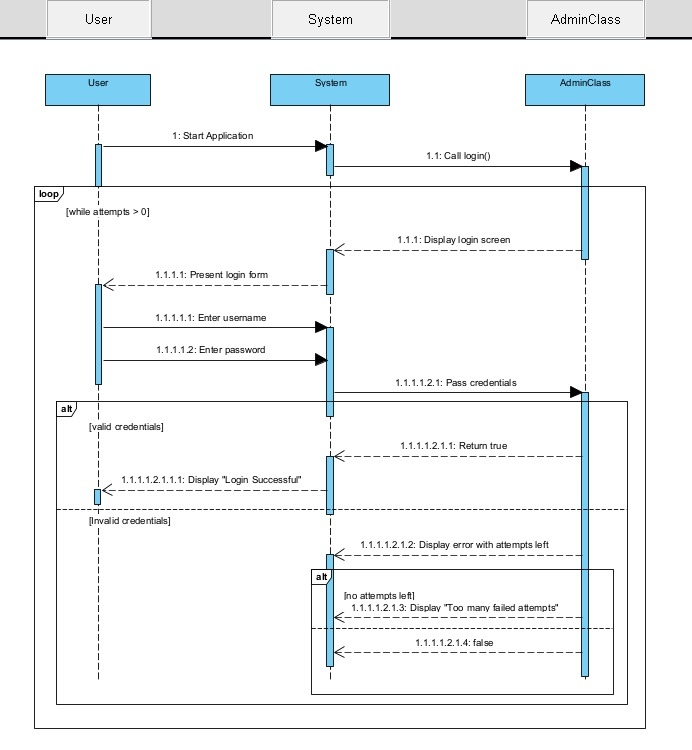 User
System
AdminClass
User
System
AdminClass
1: Start Application
1.1: Call login()
loop
[while attempts > 0]
1.1.1: Display login screen
1.1.1.1: Present login form
1.1.1.1.1: Enter username
1.1.1.1.2: Enter password
1.1.1.1.2.1: Pass credentials
alt
[valid credentials]
1.1.1.1.2.1.1: Return true
1.1.1.1.2.1.1.1: Display "Login Successful"
[Invalid credentials]
1.1.1.1.2.1.2: Display error with attempts left
alt
[no attempts left]
1.1.1.1.2.1.3: Display "Too many failed attempts"
1.1.1.1.2.1.4: false